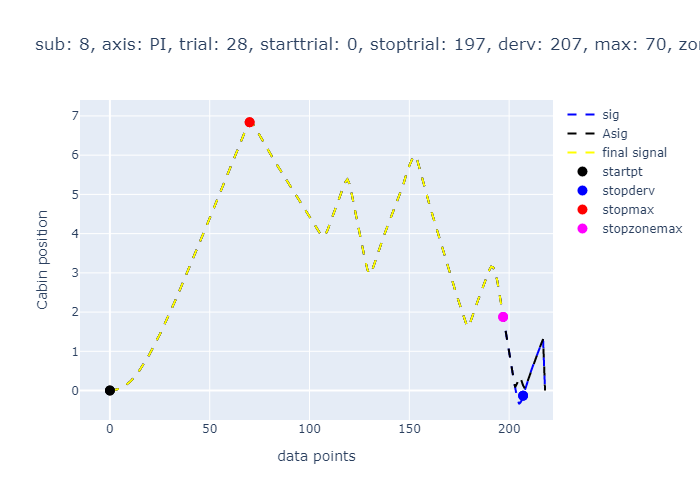 sub: 8, axis: PI, trial: 28, starttrial: 0, stoptrial: 197, derv: 207, max: 70, zon
7
6
5
4
3
2
1
0
Cabin position
0
50
100
150
200
data points
sig
Asig
final signal
startpt
stopderv
stopmax
stopzonemax